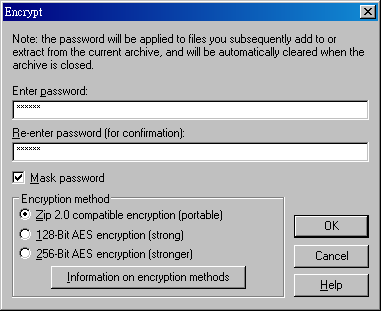 Encrypt
Note: the password will be applied to files you subsequently add to or
extract from the current archive, and will be automatically cleared when the
archive is closed.
Enter password:
××××××
Re-enter password (for confirmation):
××××××
Mask password
Encryption method
Zip 2.0 compatible encryption (portable)
128-Bit AES encryption (strong)
256-Bit AES encryption (stronger)
Information on encryption methods
OK
Cancel
Help